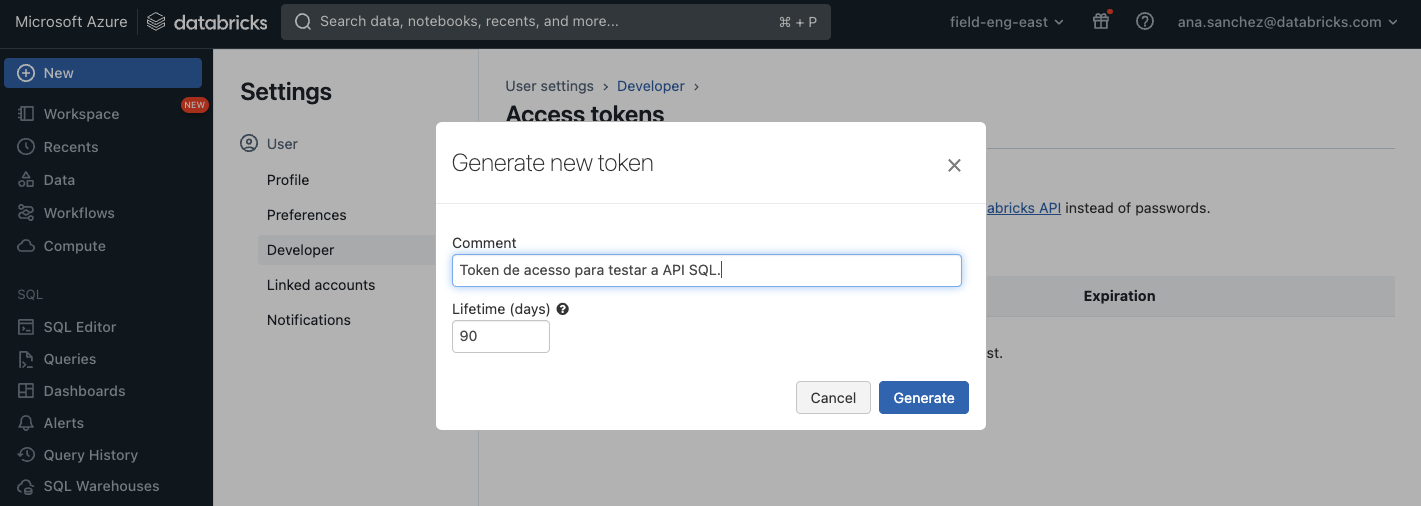 Microsoft Azure databricks Search data, notebooks, recents, and more... ⌘ + P field-eng-east ana.sanchez@databricks.com
New
Workspace NEW
Recents
Data
Workflows
Compute
SQL
SQL Editor
Queries
Dashboards
Alerts
Query History
SQL Warehouses
Settings
User
Profile
Preferences
Developer
Linked accounts
Notifications
User settings > Developer >
Access tokens
abricks API instead of passwords.
Expiration
st.
Generate new token
Comment
Token de acesso para testar a API SQL.
Lifetime (days)
90
Cancel Generate